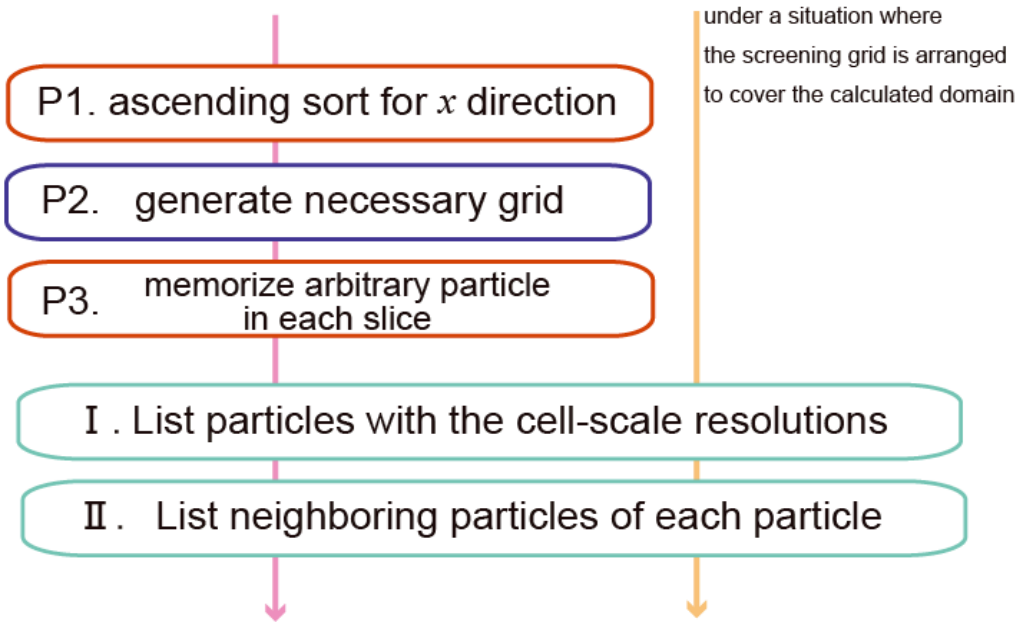 under a situation where
the screening grid is arranged
to cover the calculated domain
P1. ascending sort for x direction
P2. generate necessary grid
P3. memorize arbitrary particle
in each slice
Ⅰ. List particles with the cell-scale resolutions
Ⅱ. List neighboring particles of each particle